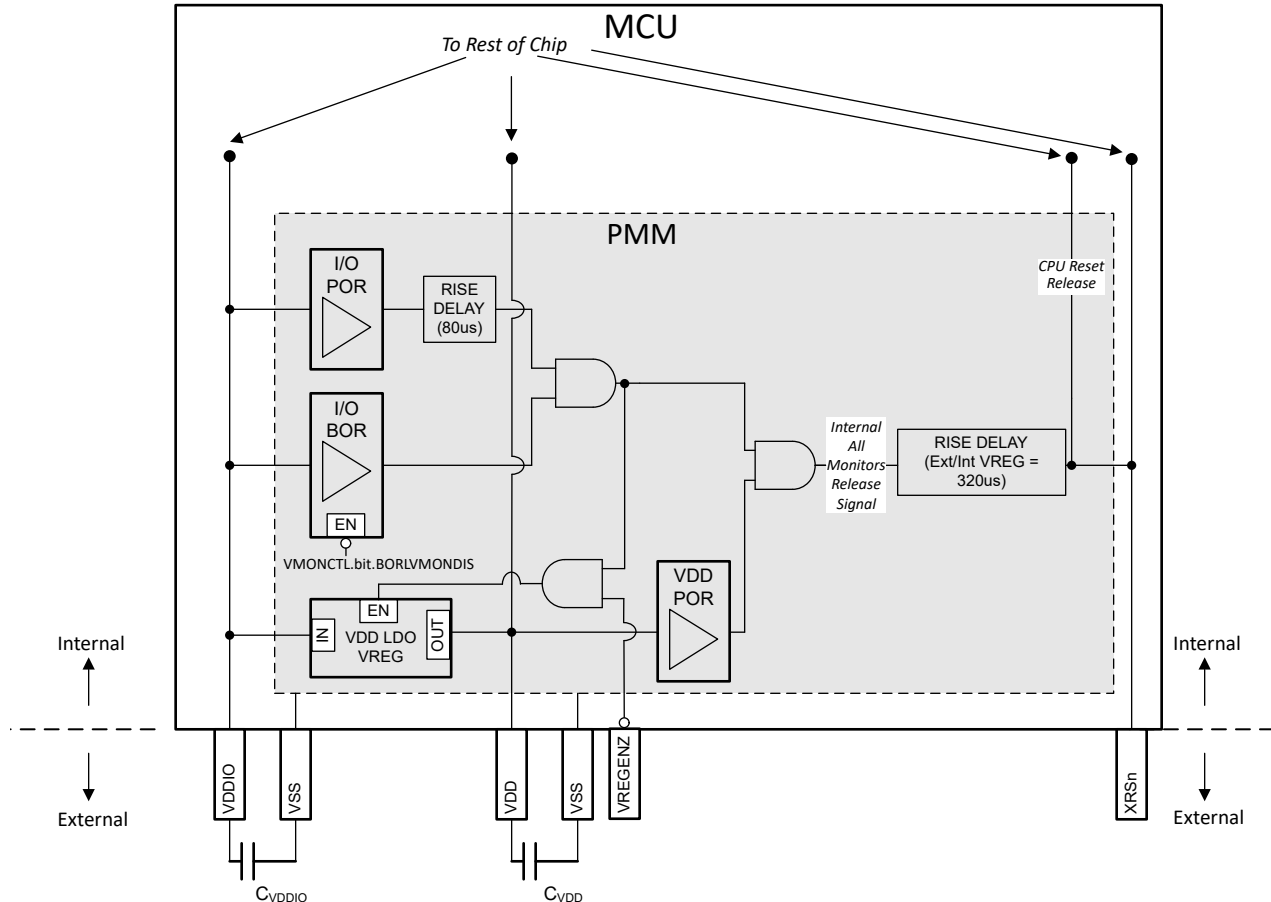 MCU
To Rest of Chip
PMM
I/O
POR
RISE
DELAY
(80us)
CPU Reset
Release
I/O
BOR
EN
VMONCTL.bit.BORLVMONDIS
Internal
All
Monitors
Release
Signal
RISE DELAY
(Ext/Int VREG =
320us)
EN
IN
VDD LDO
VREG
OUT
VDD
POR
Internal
External
Internal
External
VDDIO
VSS
VDD
VSS
VREGENZ
XRSn
CVDDIO
CVDD